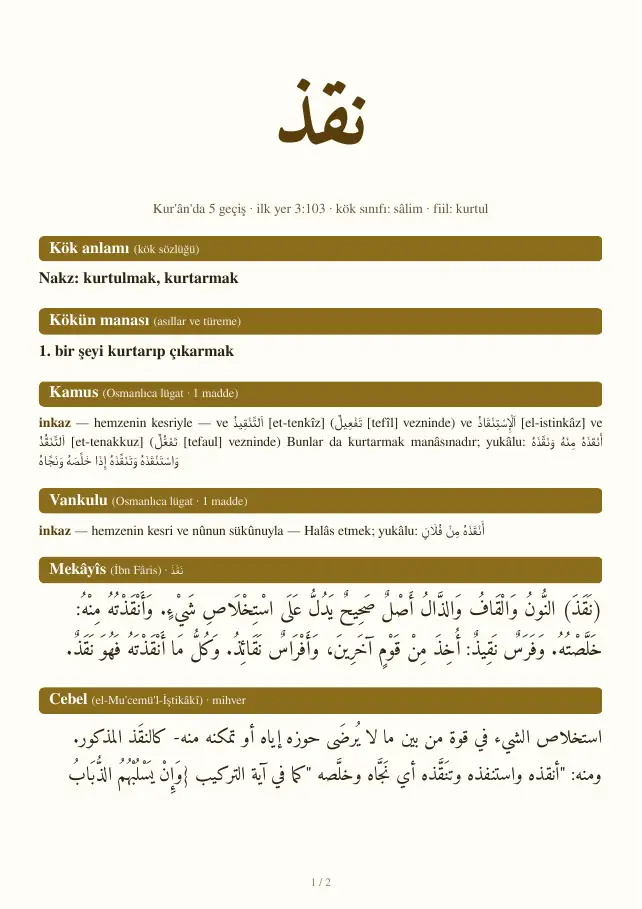 نقذ
Kur'ân'da 5 geçiş · ilk yer 3:103 · kök sınıfı: sâlim · fiil: kurtul
Kök anlamı (kök sözlüğü)
Nakz: kurtulmak, kurtarmak
Kökün manası (asıllar ve türeme)
1. bir şeyi kurtarıp çıkarmak
Kamus (Osmanlıca lügat · 1 madde)
inkaz — hemzenin kesriyle — ve اَلتَّنْقِيذُ [et-tenkîz] (تَفْعِيلٌ [tefîl] vezninde) ve اَلْإِسْتِنْقَاذُ [el-istinkâz] ve
اَلتَّنَقُّذُ [et-tenakkuz] (تَفَعُّلٌ [tefaul] vezninde) Bunlar da kurtarmak manâsınadır; yukâlu: أَنْقَذَهُ مِنْهُ وَنَقَّذَهُ
وَاسْتَنْقَذَهُ وَتَنَقَّذَهُ إِذَا خَلَّصَهُ وَنَجَّاهُ
Vankulu (Osmanlıca lügat · 1 madde)
inkaz — hemzenin kesri ve nûnun sükûnuyla — Halâs etmek; yukâlu: أَنْقَذَهُ مِنْ فُلَانٍ
Mekâyîs (İbn Fâris) · نَقَذَ
(نَقَذَ) النُّونُ وَالْقَافُ وَالذَّالُ أَصْلٌ صَحِيحٌ يَدُلُّ عَلَى اسْتِخْلَاصِ شَيْءٍ. وَأَنْقَذْتُهُ مِنْهُ:
خَلَّصْتُهُ. وَفَرَسٌ نَقِيذٌ: أُخِذَ مِنْ قَوْمٍ آخَرِينَ، وَأَفْرَاسٌ نَقَائِذُ. وَكُلُّ مَا أَنْقَذْتَهُ فَهُوَ نَقَذٌ.
Cebel (el-Mu'cemü'l-İştikâkî) · mihver
استخلاص الشيء في قوة من بين ما لا يُرضَى حوزه إياه أو تمكنه منه- كالنقَذ المذكور.
ومنه: "أنقذه واستنفذه وتنَقَّذه أي نَجَّاه وخلَّصه "كما في آية التركيب {وَإِنْ يَسْلُبْهُمُ الذُّبَابُ
1 / 2